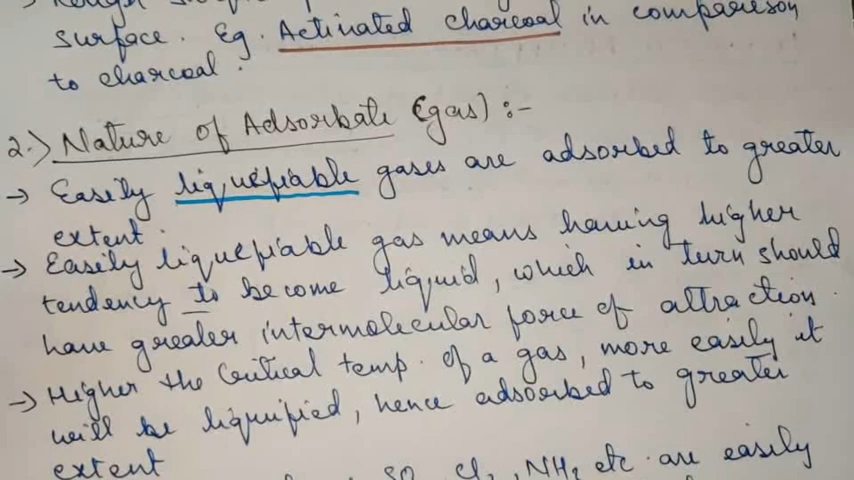 surface. Eg. Activated charcoal in comparison
to charcoal.
2.) Nature of Adsorbate (gas) :-
→ Easily liquefiable gases are adsorbed to greater
extent.
→ Easily liquefiable gas means having higher
tendency to become liquid, which in turn should
have greater intermolecular force of attraction.
→ Higher the Critical temp. of a gas, more easily it
will be liquified, hence adsorbed to greater
extent
Cl2, NH3 etc. are easily